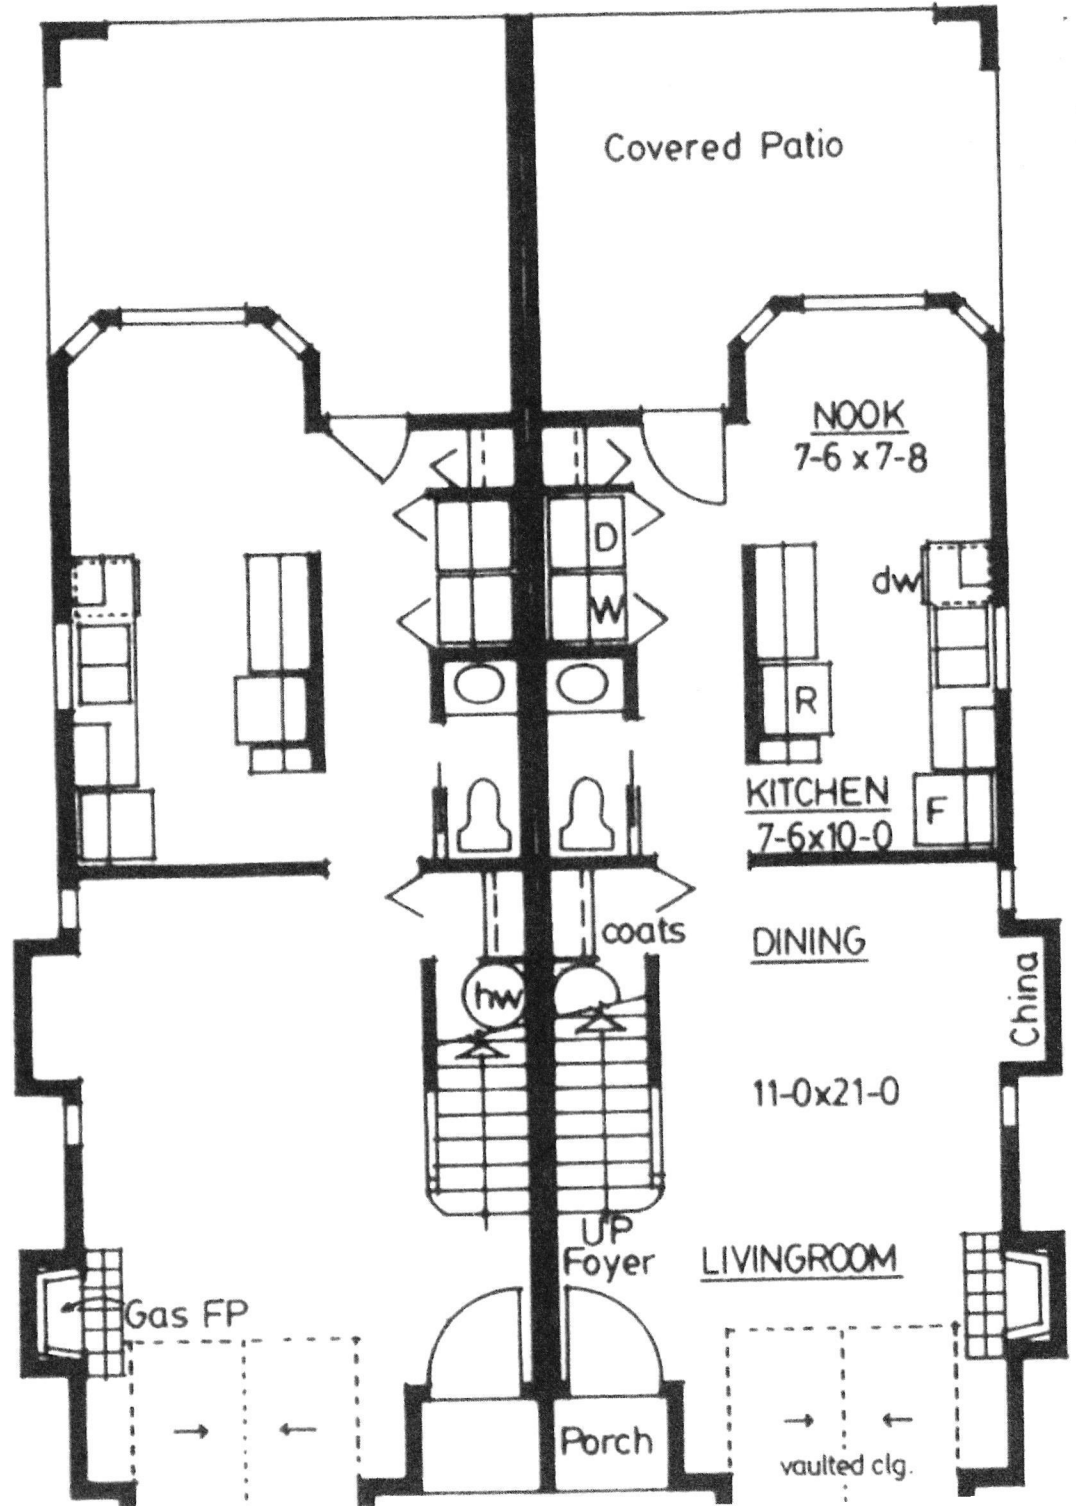 Covered Patio
NOOK
7-6 x 7-8
D
dw
W
R
KITCHEN
F
7-6x10-0
coats
DINING
hw
China
11-0x21-0
UP
Foyer
LIVINGROOM
Gas FP
Porch
vaulted clg.